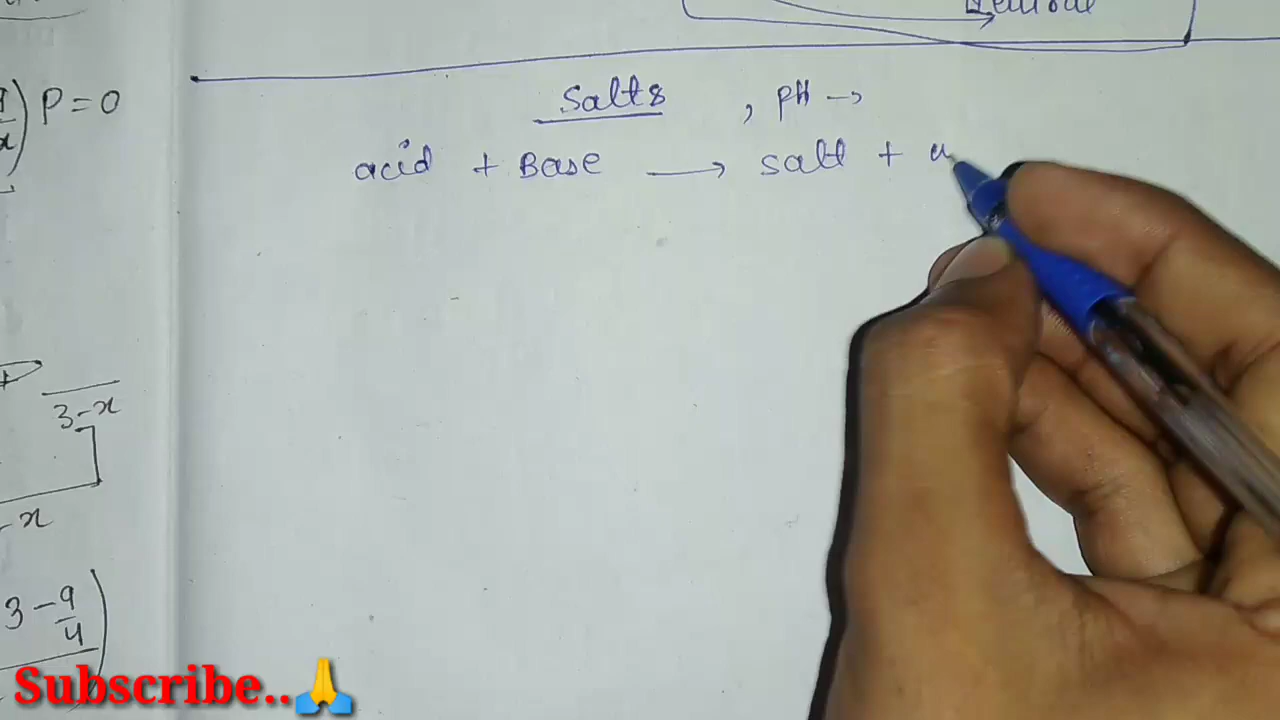 Salts , pH →
acid + Base → salt +
) P = 0
3-x
-x
3 - 9/4 )
Subscribe..🙏